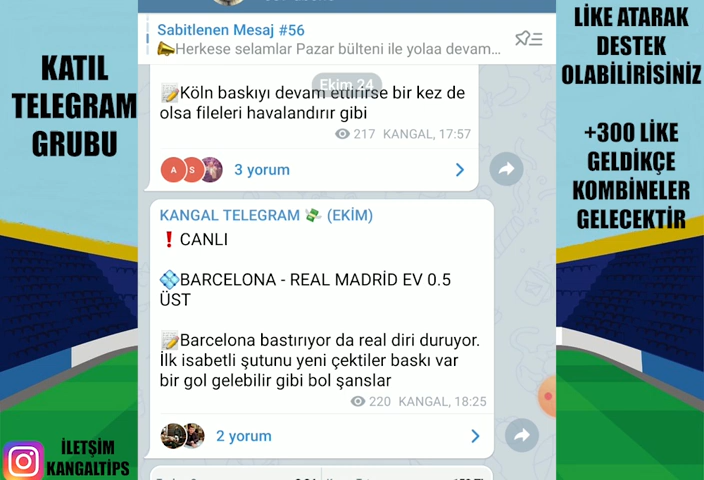 KATIL
TELEGRAM
GRUBU
İLETŞİM
KANGALTİPS
Sabitlenen Mesaj #56
📣Herkese selamlar Pazar bülteni ile yolaa devam...
Ekim 24
📝Köln baskıyı devam ettirirse bir kez de
olsa fileleri havalandırır gibi
217 KANGAL, 17:57
A S
3 yorum
KANGAL TELEGRAM 💸 (EKİM)
❗CANLI
💠BARCELONA - REAL MADRİD EV 0.5
ÜST
📝Barcelona bastırıyor da real diri duruyor.
İlk isabetli şutunu yeni çektiler baskı var
bir gol gelebilir gibi bol şanslar
220 KANGAL, 18:25
2 yorum
LİKE ATARAK
DESTEK
OLABİLİRİSİNİZ
+300 LİKE
GELDİKÇE
KOMBİNELER
GELECEKTİR